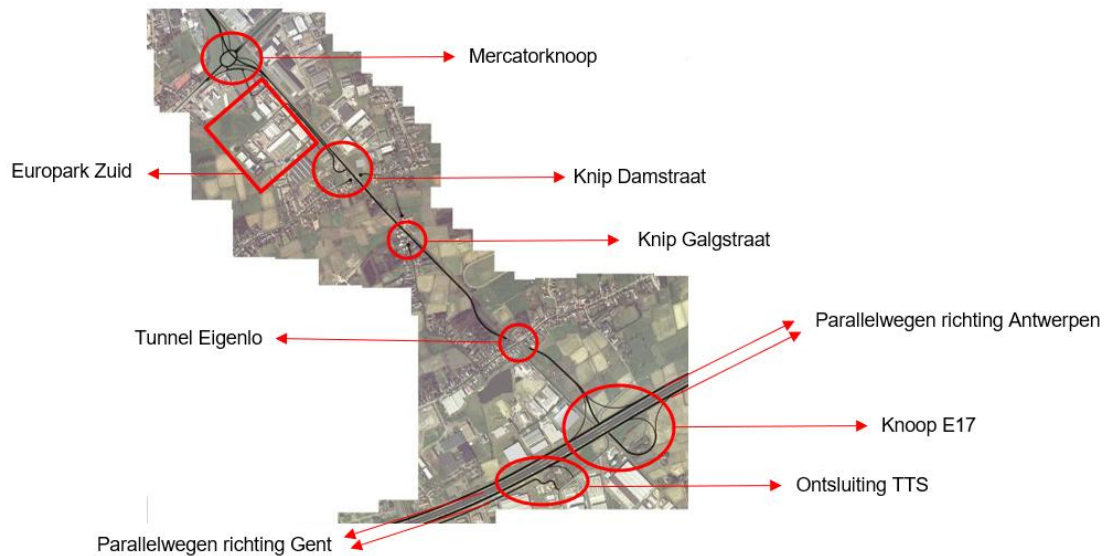 Mercatorknoop
Europark Zuid
Knip Damstraat
Knip Galgstraat
Parallelwegen richting Antwerpen
Tunnel Eigenlo
Knoop E17
Ontsluiting TTS
Parallelwegen richting Gent